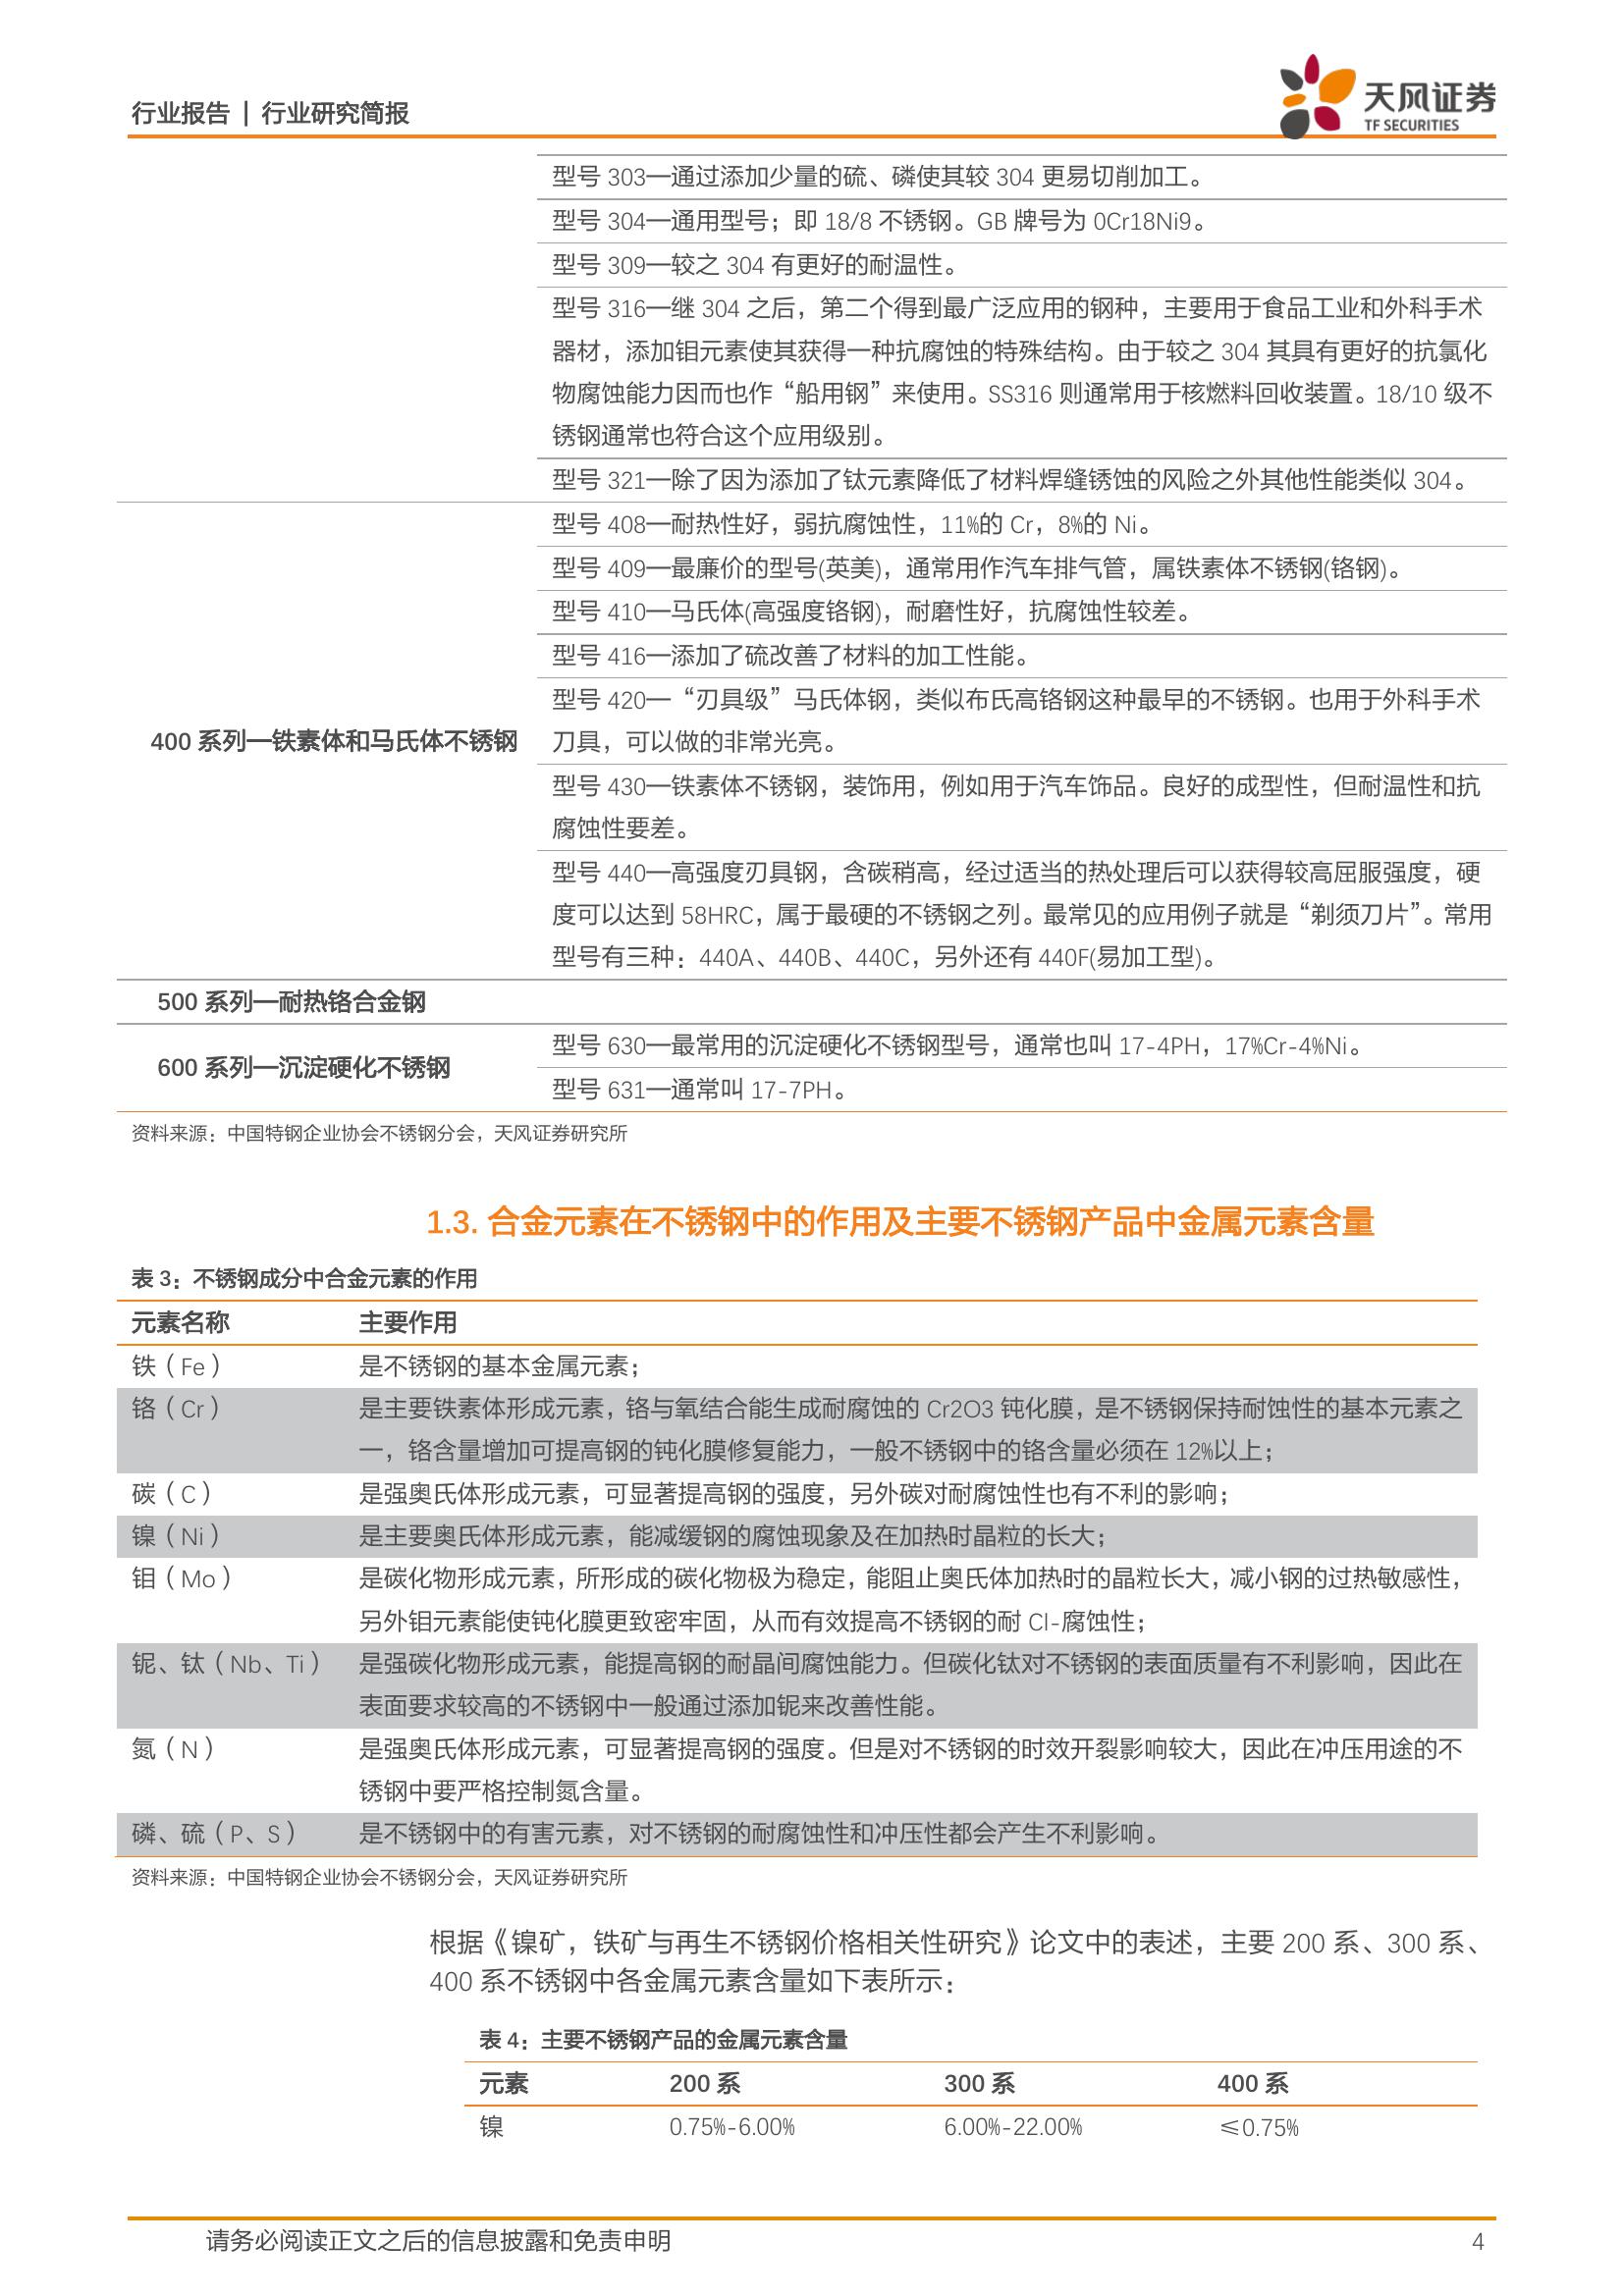 行业报告 | 行业研究简报
天风证券
TF SECURITIES
型号 303—通过添加少量的硫、磷使其较 304 更易切削加工。
型号 304—通用型号；即 18/8 不锈钢。GB 牌号为 0Cr18Ni9。
型号 309—较之 304 有更好的耐温性。
型号 316—继 304 之后，第二个得到最广泛应用的钢种，主要用于食品工业和外科手术
器材，添加钼元素使其获得一种抗腐蚀的特殊结构。由于较之 304 其具有更好的抗氯化
物腐蚀能力因而也作“船用钢”来使用。SS316 则通常用于核燃料回收装置。18/10 级不
锈钢通常也符合这个应用级别。
型号 321—除了因为添加了钛元素降低了材料焊缝锈蚀的风险之外其他性能类似 304。
400 系列—铁素体和马氏体不锈钢
型号 408—耐热性好，弱抗腐蚀性，11%的 Cr，8%的 Ni。
型号 409—最廉价的型号(英美)，通常用作汽车排气管，属铁素体不锈钢(铬钢)。
型号 410—马氏体(高强度铬钢)，耐磨性好，抗腐蚀性较差。
型号 416—添加了硫改善了材料的加工性能。
型号 420—“刃具级”马氏体钢，类似布氏高铬钢这种最早的不锈钢。也用于外科手术
刀具，可以做的非常光亮。
型号 430—铁素体不锈钢，装饰用，例如用于汽车饰品。良好的成型性，但耐温性和抗
腐蚀性要差。
型号 440—高强度刃具钢，含碳稍高，经过适当的热处理后可以获得较高屈服强度，硬
度可以达到 58HRC，属于最硬的不锈钢之列。最常见的应用例子就是“剃须刀片”。常用
型号有三种：440A、440B、440C，另外还有 440F(易加工型)。
500 系列—耐热铬合金钢
600 系列—沉淀硬化不锈钢
型号 630—最常用的沉淀硬化不锈钢型号，通常也叫 17-4PH，17%Cr-4%Ni。
型号 631—通常叫 17-7PH。
资料来源：中国特钢企业协会不锈钢分会，天风证券研究所
1.3. 合金元素在不锈钢中的作用及主要不锈钢产品中金属元素含量
表 3：不锈钢成分中合金元素的作用
元素名称 主要作用
铁（Fe） 是不锈钢的基本金属元素；
铬（Cr） 是主要铁素体形成元素，铬与氧结合能生成耐腐蚀的 Cr2O3 钝化膜，是不锈钢保持耐蚀性的基本元素之
一，铬含量增加可提高钢的钝化膜修复能力，一般不锈钢中的铬含量必须在 12%以上；
碳（C） 是强奥氏体形成元素，可显著提高钢的强度，另外碳对耐腐蚀性也有不利的影响；
镍（Ni） 是主要奥氏体形成元素，能减缓钢的腐蚀现象及在加热时晶粒的长大；
钼（Mo） 是碳化物形成元素，所形成的碳化物极为稳定，能阻止奥氏体加热时的晶粒长大，减小钢的过热敏感性，
另外钼元素能使钝化膜更致密牢固，从而有效提高不锈钢的耐 CI-腐蚀性；
铌、钛（Nb、Ti） 是强碳化物形成元素，能提高钢的耐晶间腐蚀能力。但碳化钛对不锈钢的表面质量有不利影响，因此在
表面要求较高的不锈钢中一般通过添加铌来改善性能。
氮（N） 是强奥氏体形成元素，可显著提高钢的强度。但是对不锈钢的时效开裂影响较大，因此在冲压用途的不
锈钢中要严格控制氮含量。
磷、硫（P、S） 是不锈钢中的有害元素，对不锈钢的耐腐蚀性和冲压性都会产生不利影响。
资料来源：中国特钢企业协会不锈钢分会，天风证券研究所
根据《镍矿，铁矿与再生不锈钢价格相关性研究》论文中的表述，主要 200 系、300 系、
400 系不锈钢中各金属元素含量如下表所示：
表 4：主要不锈钢产品的金属元素含量
元素 200 系 300 系 400 系
镍 0.75%-6.00% 6.00%-22.00% ≤0.75%
请务必阅读正文之后的信息披露和免责申明 4